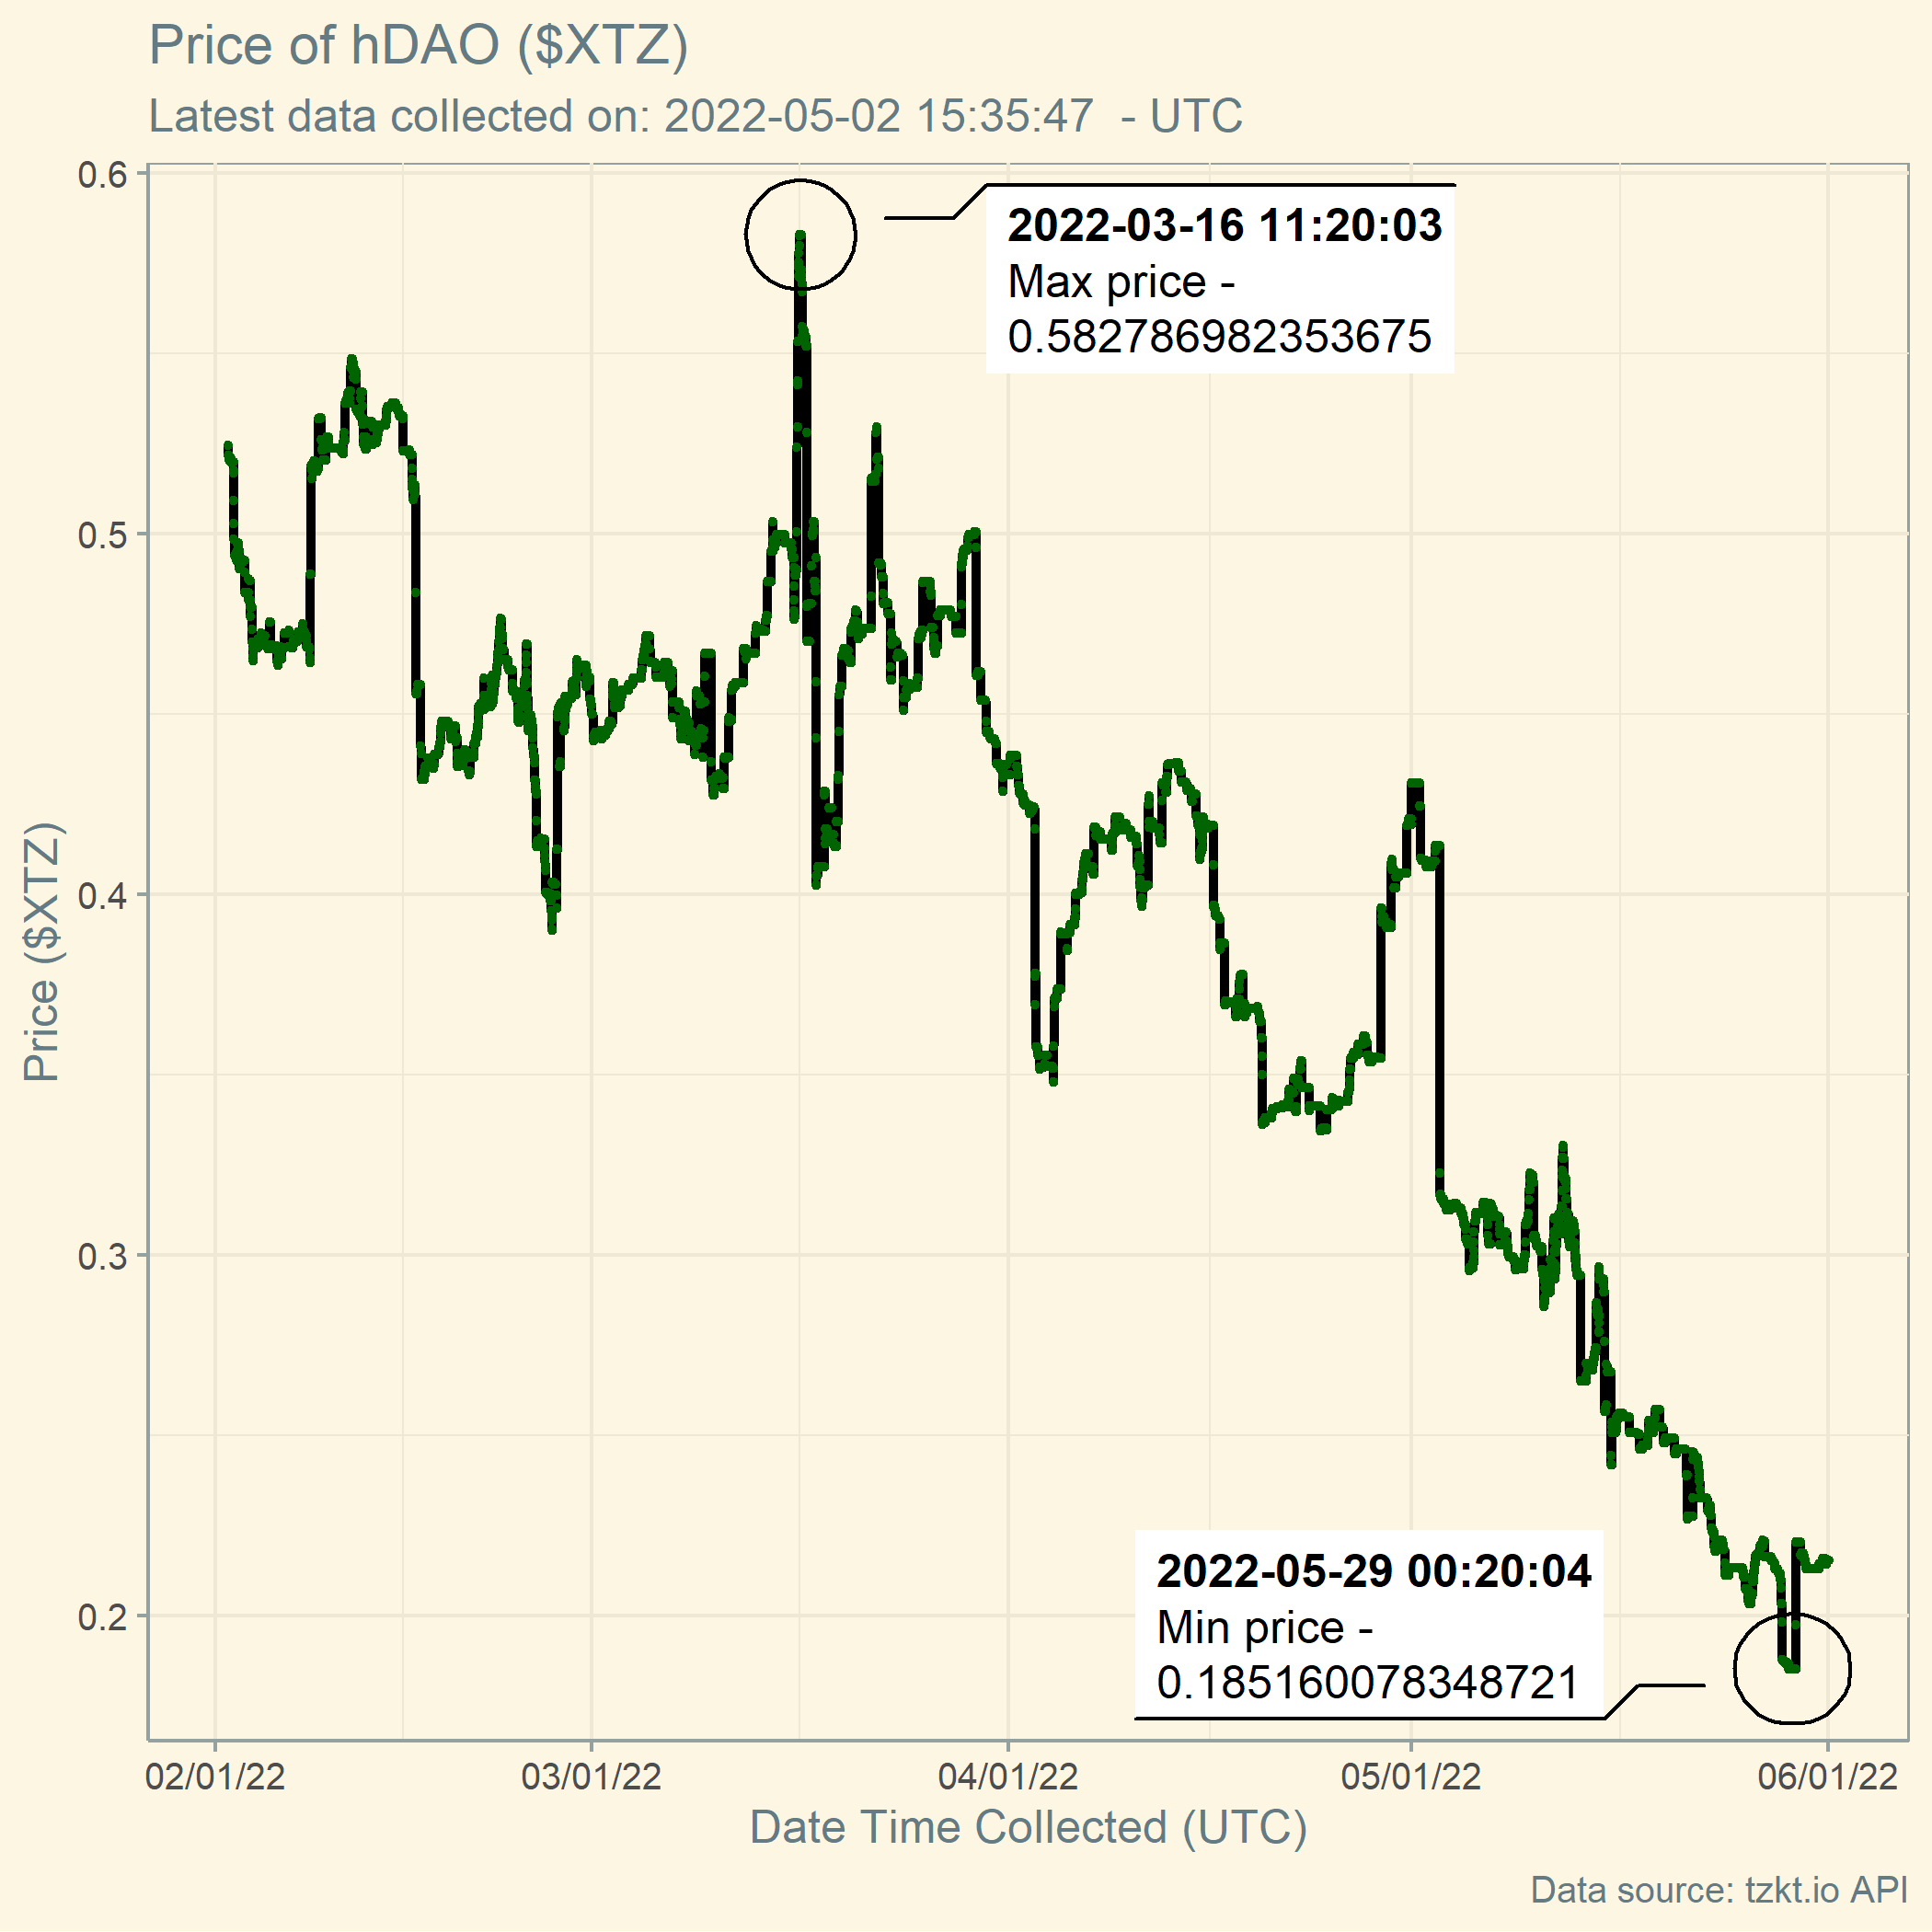 Price of hDAO ($XTZ)
Latest data collected on: 2022-05-02 15:35:47  - UTC
0.6
0.5
0.4
0.3
0.2
Price ($XTZ)
2022-03-16 11:20:03
Max price -
0.582786982353675
2022-05-29 00:20:04
Min price -
0.185160078348721
02/01/22
03/01/22
04/01/22
05/01/22
06/01/22
Date Time Collected (UTC)
Data source: tzkt.io API